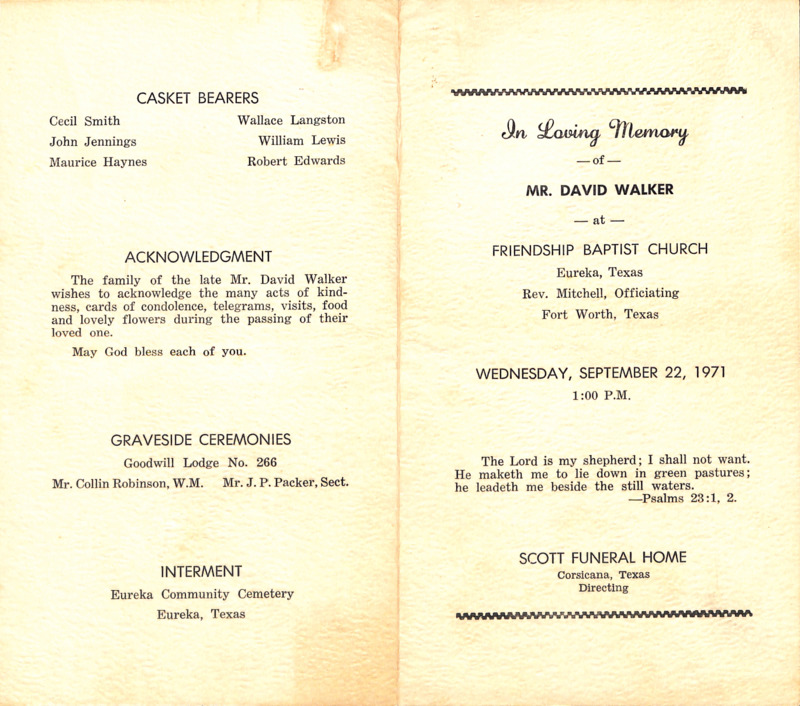 CASKET BEARERS
Cecil Smith Wallace Langston
John Jennings William Lewis
Maurice Haynes Robert Edwards
ACKNOWLEDGMENT
The family of the late Mr. David Walker
wishes to acknowledge the many acts of kind-
ness, cards of condolence, telegrams, visits, food
and lovely flowers during the passing of their
loved one.
May God bless each of you.
GRAVESIDE CEREMONIES
Goodwill Lodge No. 266
Mr. Collin Robinson, W.M. Mr. J. P. Packer, Sect.
INTERMENT
Eureka Community Cemetery
Eureka, Texas
In Loving Memory
— of —
MR. DAVID WALKER
— at —
FRIENDSHIP BAPTIST CHURCH
Eureka, Texas
Rev. Mitchell, Officiating
Fort Worth, Texas
WEDNESDAY, SEPTEMBER 22, 1971
1:00 P.M.
The Lord is my shepherd; I shall not want.
He maketh me to lie down in green pastures;
he leadeth me beside the still waters.
—Psalms 23:1, 2.
SCOTT FUNERAL HOME
Corsicana, Texas
Directing